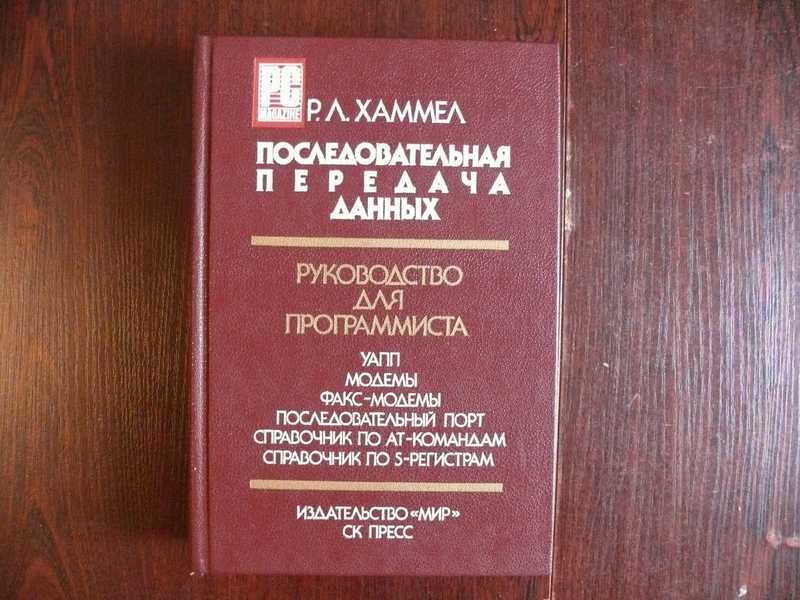 PC
MAGAZINE
Р. Л. ХАММЕЛ
ПОСЛЕДОВАТЕЛЬНАЯ
ПЕРЕДАЧА
ДАННЫХ
РУКОВОДСТВО
ДЛЯ
ПРОГРАММИСТА
УАПП
МОДЕМЫ
ФАКС-МОДЕМЫ
ПОСЛЕДОВАТЕЛЬНЫЙ ПОРТ
СПРАВОЧНИК ПО АТ-КОМАНДАМ
СПРАВОЧНИК ПО S-РЕГИСТРАМ
ИЗДАТЕЛЬСТВО «МИР»
СК ПРЕСС